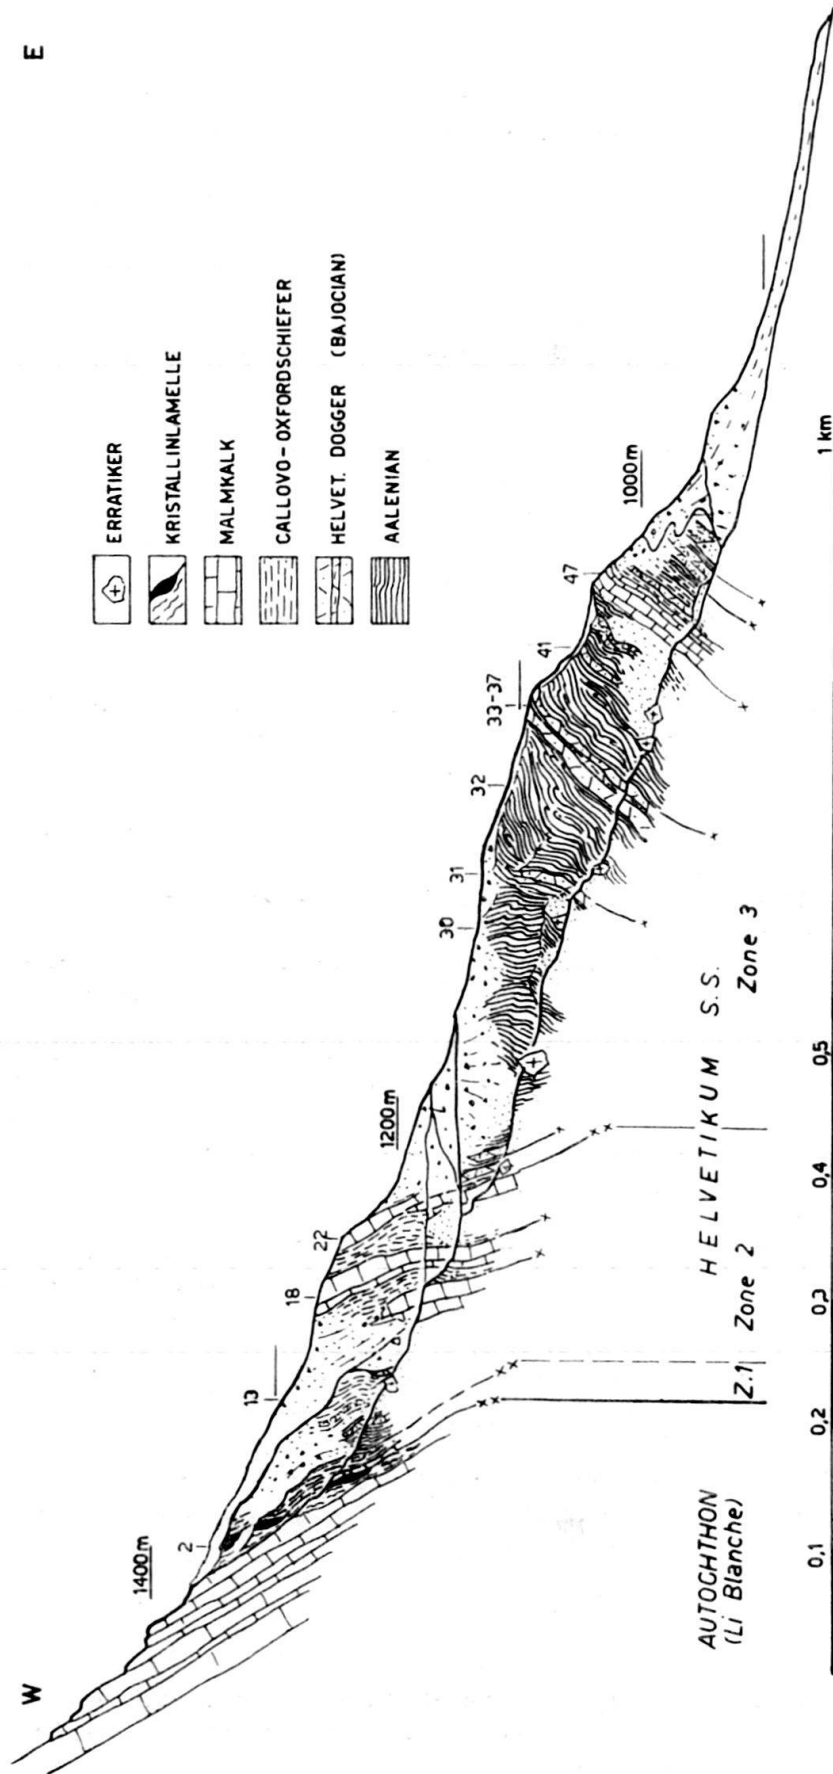 W
E
1400m
2
13
18
22
1200m
30
31
32
33-37
41
47
1000m
ERRATIKER
KRISTALLINLAMELLE
MALMKALK
CALLOVO-OXFORDSCHIEFER
HELVET. DOGGER (BAJOCIAN)
AALENIAN
AUTOCHTHON
(Li Blanche)
HELVETIKUM S.S.
Z.1
Zone 2
Zone 3
0,1
0,2
0,3
0,4
0,5
1 km